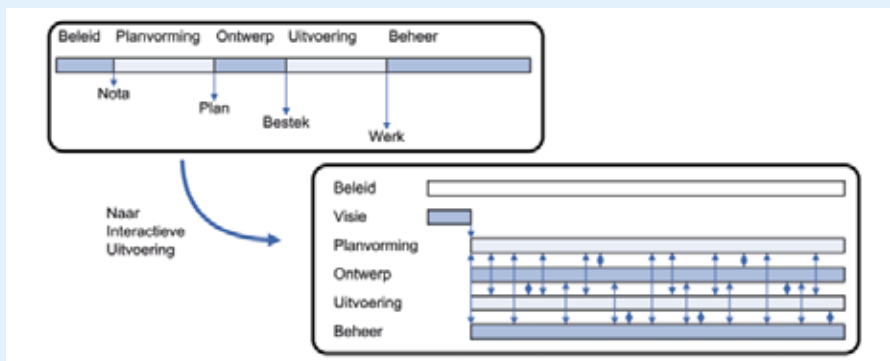 Beleid Planvorming Ontwerp Uitvoering Beheer
Nota
Plan
Bestek
Werk
Naar
Interactieve
Uitvoering
Beleid
Visie
Planvorming
Ontwerp
Uitvoering
Beheer